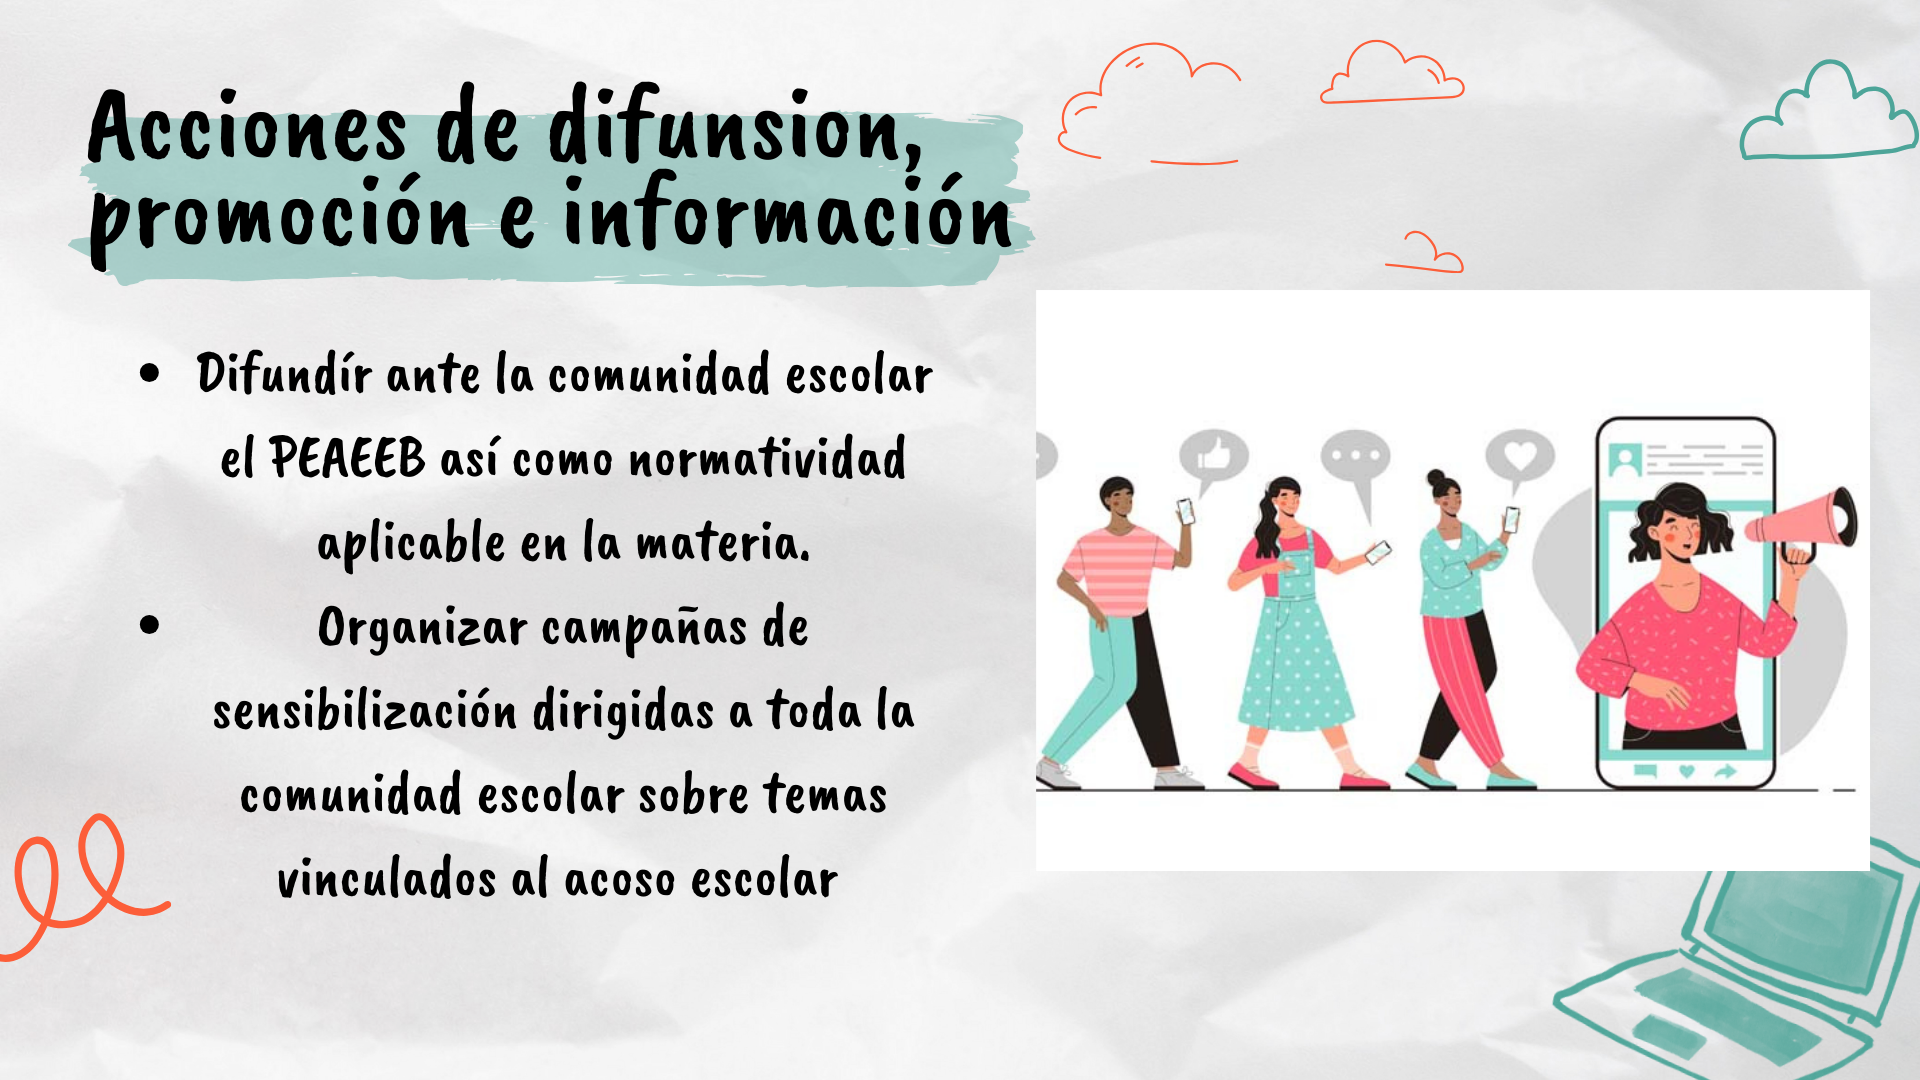 Acciones de difunsion,
promoción e información
• Difundír ante la comunidad escolar
el PEAEEB así como normatividad
aplicable en la materia.
• Organizar campañas de
sensibilización dirigidas a toda la
comunidad escolar sobre temas
vinculados al acoso escolar